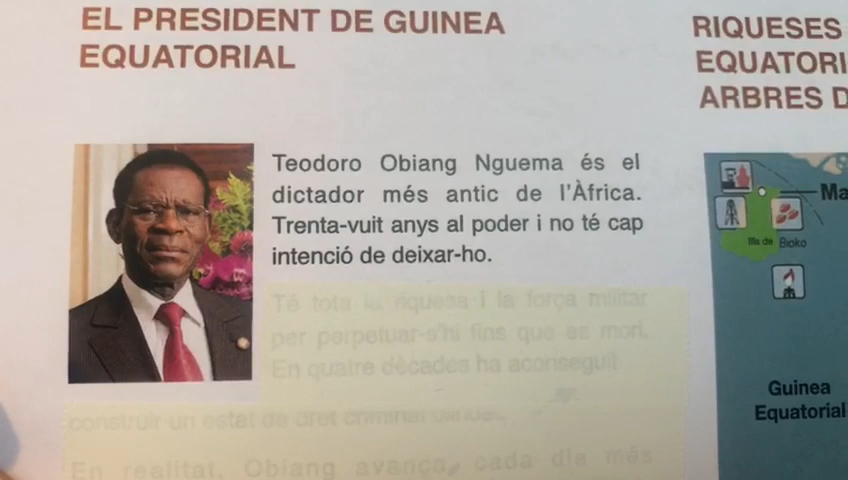 EL PRESIDENT DE GUINEA
EQUATORIAL
Teodoro Obiang Nguema és el
dictador més antic de l'Àfrica.
Trenta-vuit anys al poder i no té cap
intenció de deixar-ho.
Té tota la riquesa i la força militar
per perpetuar-s'hi fins que es mori.
En quatre dècades ha aconseguit
construir un estat de dret criminal
En realitat, Obiang avança, cada dia més
RIQUESES
EQUATORI
ARBRES D
Ma
Illa de Bioko
Guinea
Equatorial